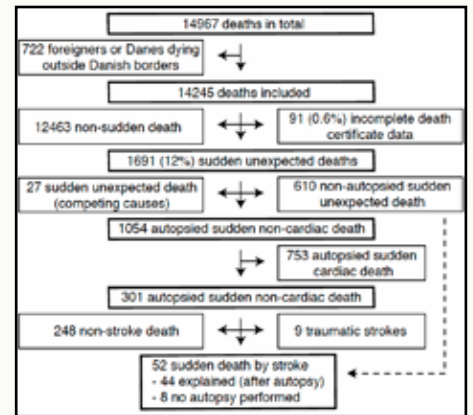 14967 deaths in total
722 foreigners or Danes dying
outside Danish borders
14245 deaths included
12463 non-sudden death
91 (0.6%) incomplete death
certificate data
1691 (12%) sudden unexpected deaths
27 sudden unexpected death
(competing causes)
610 non-autopsied sudden
unexpected death
1054 autopsied sudden non-cardiac death
753 autopsied sudden
cardiac death
301 autopsied sudden non-cardiac death
248 non-stroke death
9 traumatic strokes
52 sudden death by stroke
- 44 explained (after autopsy)
- 8 no autopsy performed